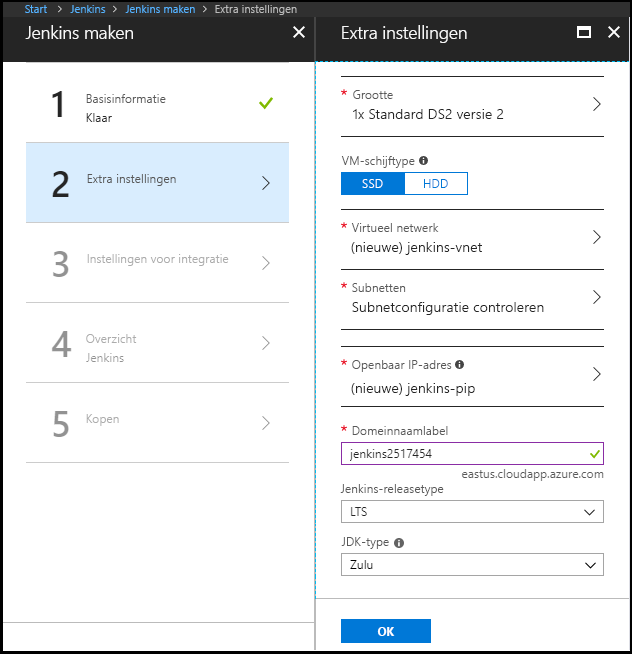 Start > Jenkins > Jenkins maken > Extra instellingen
Jenkins maken
1
Basisinformatie
Klaar
2
Extra instellingen
3
Instellingen voor integratie
4
Overzicht
Jenkins
5
Kopen
Extra instellingen
* Grootte
1x Standard DS2 versie 2
VM-schijftype
SSD HDD
* Virtueel netwerk
(nieuwe) jenkins-vnet
* Subnetten
Subnetconfiguratie controleren
* Openbaar IP-adres
(nieuwe) jenkins-pip
* Domeinnaamlabel
jenkins2517454
eastus.cloudapp.azure.com
Jenkins-releasetype
LTS
JDK-type
Zulu
OK